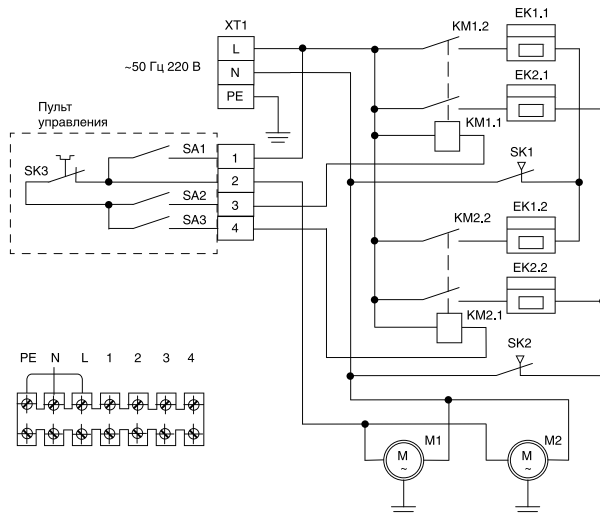 XT1
L
N
PE
~50 Гц 220 В
KM1.2
EK1.1
EK2.1
KM1.1
Пульт
управления
SK3
SA1
1
2
SA2
3
SA3
4
SK1
KM2.2
EK1.2
EK2.2
KM2.1
SK2
PE N L 1 2 3 4
M
~
M1
M
~
M2